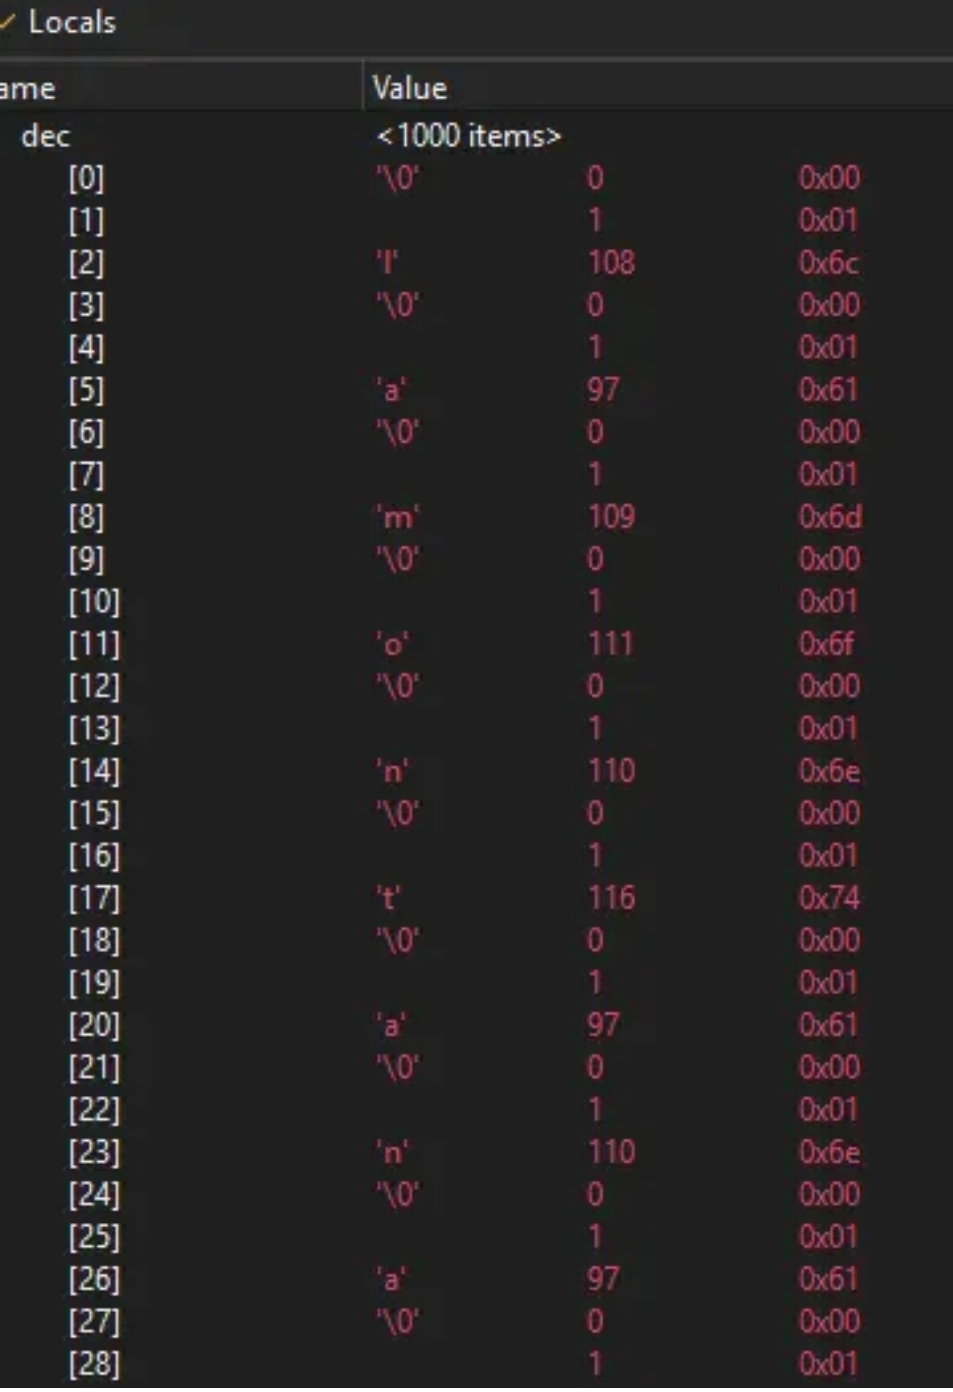 Locals
ame Value
dec <1000 items>
[0] '\0' 0 0x00
[1] 1 0x01
[2] 'l' 108 0x6c
[3] '\0' 0 0x00
[4] 1 0x01
[5] 'a' 97 0x61
[6] '\0' 0 0x00
[7] 1 0x01
[8] 'm' 109 0x6d
[9] '\0' 0 0x00
[10] 1 0x01
[11] 'o' 111 0x6f
[12] '\0' 0 0x00
[13] 1 0x01
[14] 'n' 110 0x6e
[15] '\0' 0 0x00
[16] 1 0x01
[17] 't' 116 0x74
[18] '\0' 0 0x00
[19] 1 0x01
[20] 'a' 97 0x61
[21] '\0' 0 0x00
[22] 1 0x01
[23] 'n' 110 0x6e
[24] '\0' 0 0x00
[25] 1 0x01
[26] 'a' 97 0x61
[27] '\0' 0 0x00
[28] 1 0x01